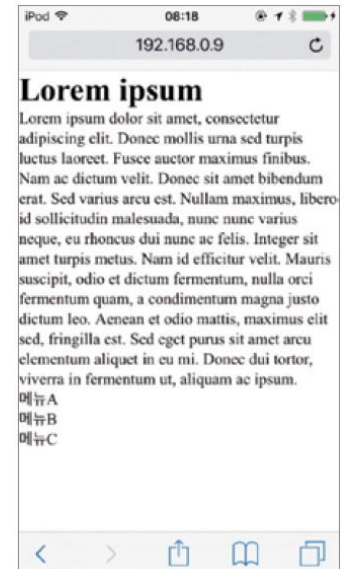 iPod 08:18
192.168.0.9
Lorem ipsum
Lorem ipsum dolor sit amet, consectetur
adipiscing elit. Donec mollis urna sed turpis
luctus laoreet. Fusce auctor maximus finibus.
Nam ac dictum velit. Donec sit amet bibendum
erat. Sed varius arcu est. Nullam maximus, libero
id sollicitudin malesuada, nunc nunc varius
neque, eu rhoncus dui nunc ac felis. Integer sit
amet turpis metus. Nam id efficitur velit. Mauris
suscipit, odio et dictum fermentum, nulla orci
fermentum quam, a condimentum magna justo
dictum leo. Aenean et odio mattis, maximus elit
sed, fringilla est. Sed eget purus sit amet arcu
elementum aliquet in eu mi. Donec dui tortor,
viverra in fermentum ut, aliquam ac ipsum.
메뉴A
메뉴B
메뉴C